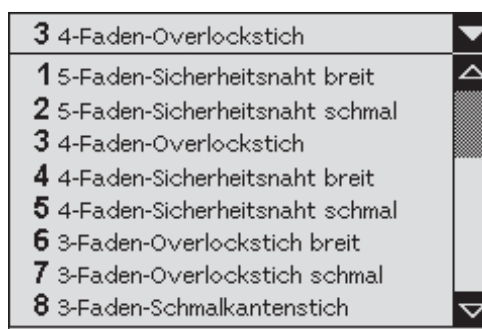 3 4-Faden-Overlockstich
1 5-Faden-Sicherheitsnaht breit
2 5-Faden-Sicherheitsnaht schmal
3 4-Faden-Overlockstich
4 4-Faden-Sicherheitsnaht breit
5 4-Faden-Sicherheitsnaht schmal
6 3-Faden-Overlockstich breit
7 3-Faden-Overlockstich schmal
8 3-Faden-Schmalkantenstich